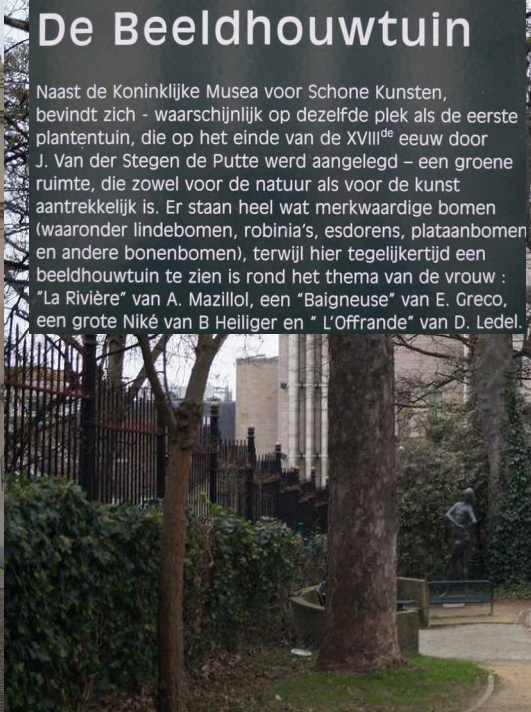 De Beeldhouwtuin
Naast de Koninklijke Musea voor Schone Kunsten,
bevindt zich - waarschijnlijk op dezelfde plek als de eerste
plantentuin, die op het einde van de XVIIIde eeuw door
J. Van der Stegen de Putte werd aangelegd – een groene
ruimte, die zowel voor de natuur als voor de kunst
aantrekkelijk is. Er staan heel wat merkwaardige bomen
(waaronder lindebomen, robinia's, esdorens, plataanbomen
en andere bonenbomen), terwijl hier tegelijkertijd een
beeldhouwtuin te zien is rond het thema van de vrouw :
"La Rivière" van A. Mazillol, een "Baigneuse" van E. Greco,
een grote Niké van B Heiliger en " L'Offrande" van D. Ledel.